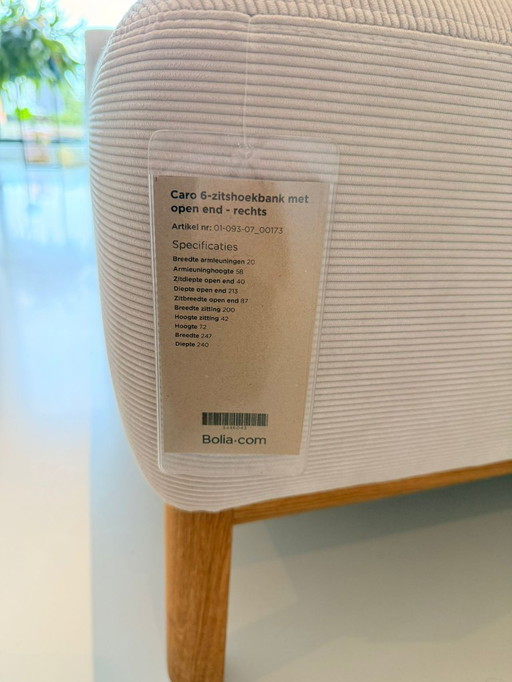 Caro 6-zitshoekbank met
open end - rechts
Artikel nr: 01-093-07_00173
Specificaties
Breedte armleuningen 20
Armleuninghoogte 58
Zitdiepte open end 40
Diepte open end 213
Zitbreedte open end 87
Breedte zitting 200
Hoogte zitting 42
Hoogte 72
Breedte 247
Diepte 240
Bolia.com